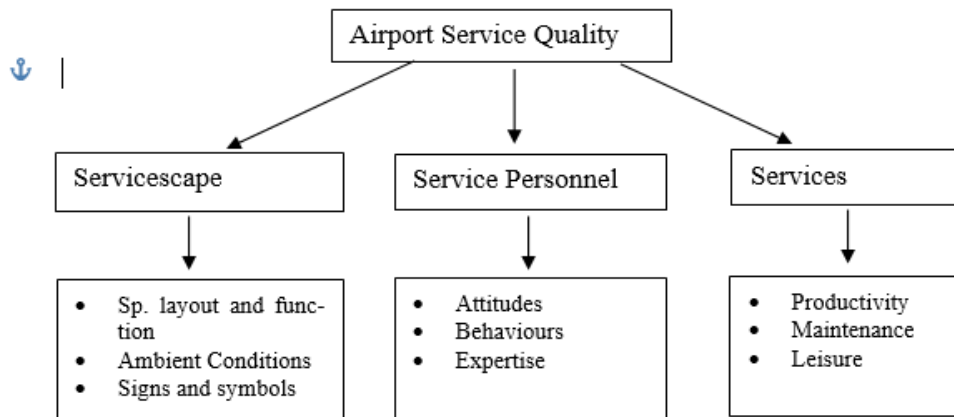 Airport Service Quality
Servicescape
Service Personnel
Services
• Sp. layout and func-
tion
• Ambient Conditions
• Signs and symbols
• Attitudes
• Behaviours
• Expertise
• Productivity
• Maintenance
• Leisure